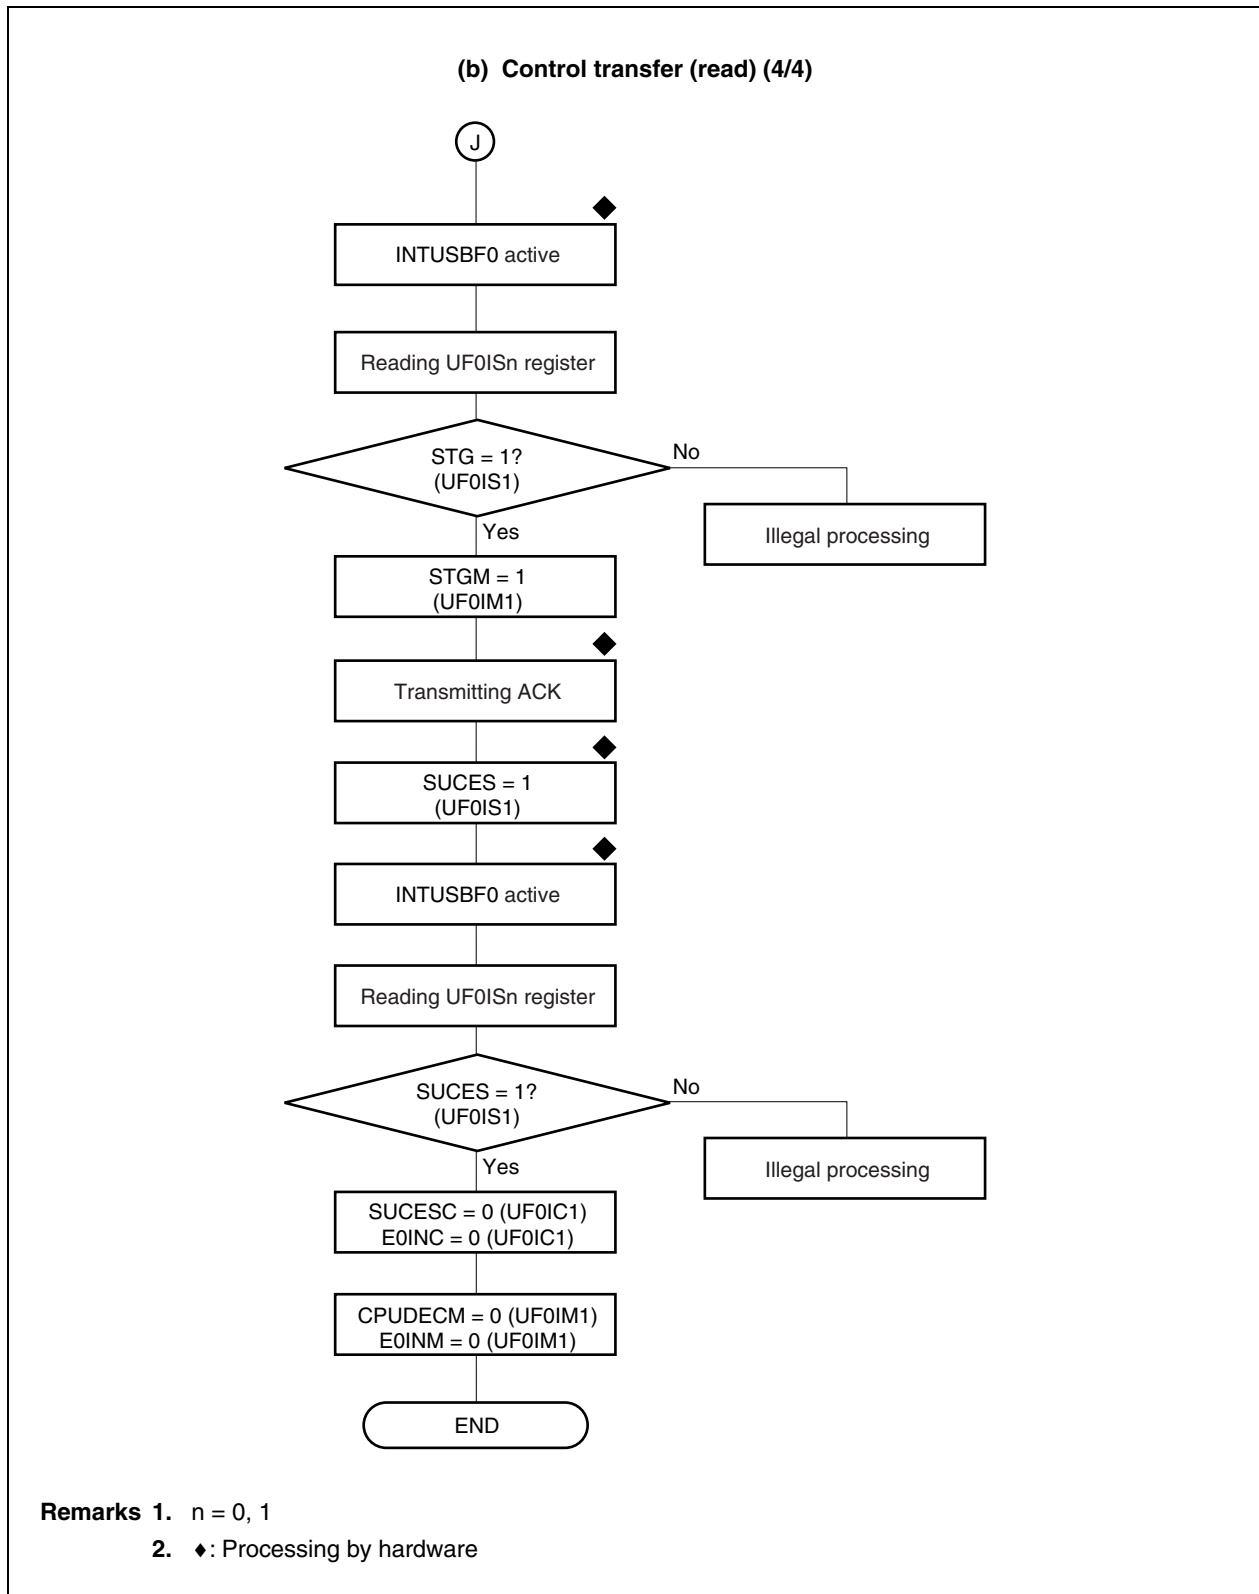 (b) Control transfer (read) (4/4)
J
INTUSBF0 active
Reading UF0ISn register
STG = 1?
(UF0IS1)
No
Illegal processing
Yes
STGM = 1
(UF0IM1)
Transmitting ACK
SUCES = 1
(UF0IS1)
INTUSBF0 active
Reading UF0ISn register
SUCES = 1?
(UF0IS1)
No
Illegal processing
Yes
SUCESC = 0 (UF0IC1)
E0INC = 0 (UF0IC1)
CPUDECM = 0 (UF0IM1)
E0INM = 0 (UF0IM1)
END
Remarks 1. n = 0, 1
2. ♦: Processing by hardware